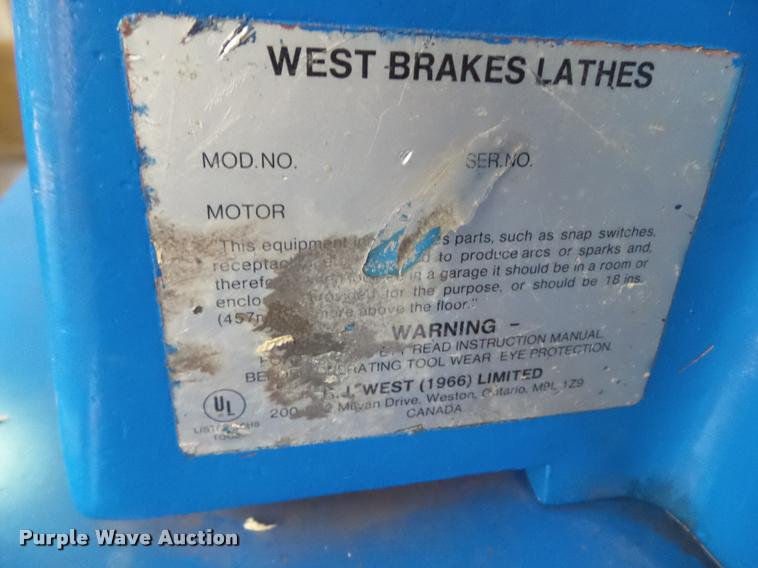 WEST BRAKES LATHES
MOD.NO. SER.NO.
MOTOR
"This equipment parts, such as snap switches,
to produce arcs or sparks and,
in a garage it should be in a room or
for the purpose, or should be 18 ins.
more above the floor."
WARNING -
READ INSTRUCTION MANUAL
TOOL WEAR EYE PROTECTION.
WEST (1966) LIMITED
Milvan Drive, Weston, Ontario, M9L 1Z9
CANADA
UL
Purple Wave Auction